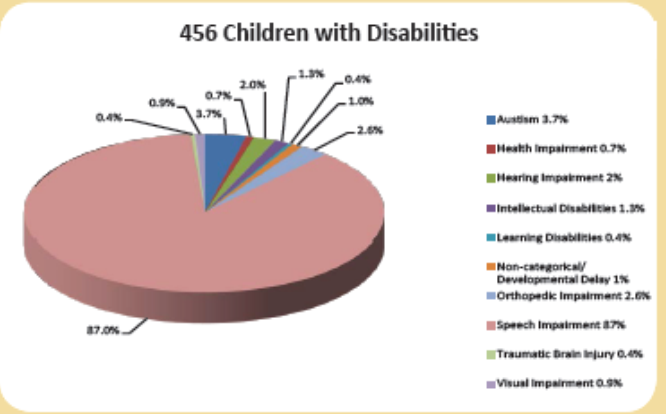 456 Children with Disabilities
1.3%
2.0%
0.4%
0.7%
1.0%
0.9%
3.7%
0.4%
2.6%
87.0%
Austism 3.7%
Health Impairment 0.7%
Hearing Impairment 2%
Intellectual Disabilities 1.3%
Learning Disabilities 0.4%
Non-categorical/
Developmental Delay 1%
Orthopedic Impairment 2.6%
Speech Impairment 87%
Traumatic Brain Injury 0.4%
Visual Impairment 0.9%